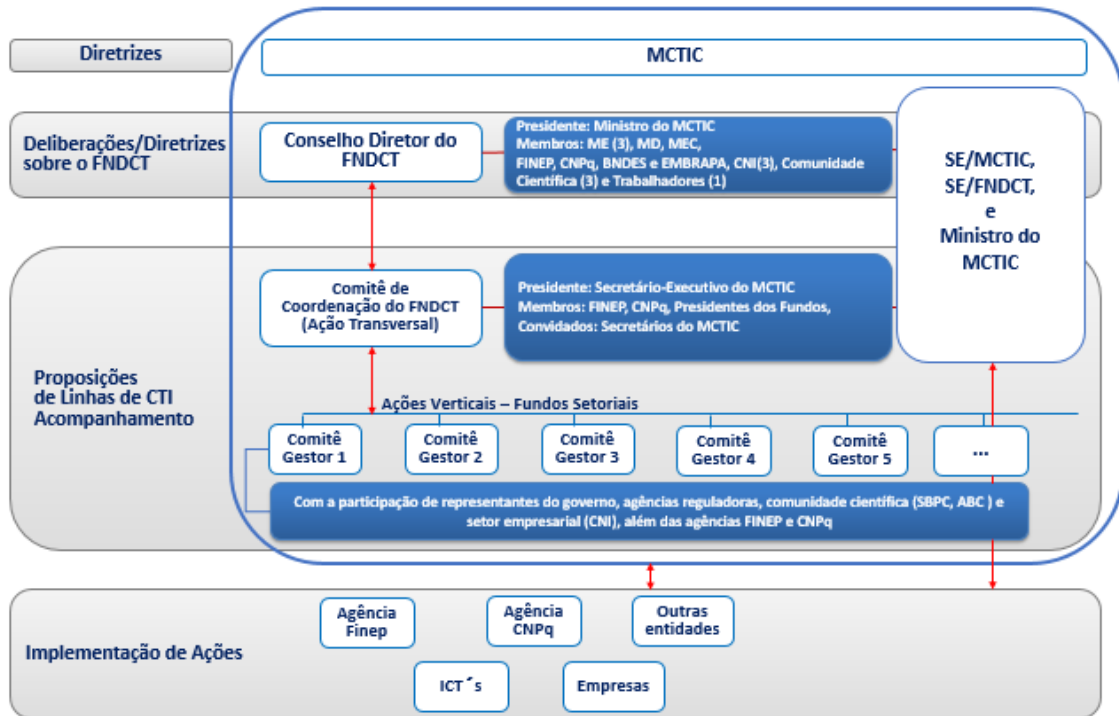 Diretrizes
MCTIC
Deliberações/Diretrizes
sobre o FNDCT
Conselho Diretor do
FNDCT
Presidente: Ministro do MCTIC
Membros: ME (3), MD, MEC,
FINEP, CNPq, BNDES e EMBRAPA, CNI(3), Comunidade
Científica (3) e Trabalhadores (1)
SE/MCTIC,
SE/FNDCT,
e
Ministro do
MCTIC
Proposições
de Linhas de CTI
Acompanhamento
Comitê de
Coordenação do FNDCT
(Ação Transversal)
Presidente: Secretário-Executivo do MCTIC
Membros: FINEP, CNPq, Presidentes dos Fundos,
Convidados: Secretários do MCTIC
Ações Verticais – Fundos Setoriais
Comitê
Gestor 1
Comitê
Gestor 2
Comitê
Gestor 3
Comitê
Gestor 4
Comitê
Gestor 5
...
Com a participação de representantes do governo, agências reguladoras, comunidade científica (SBPC, ABC ) e
setor empresarial (CNI), além das agências FINEP e CNPq
Implementação de Ações
Agência
Finep
Agência
CNPq
Outras
entidades
ICT´s
Empresas